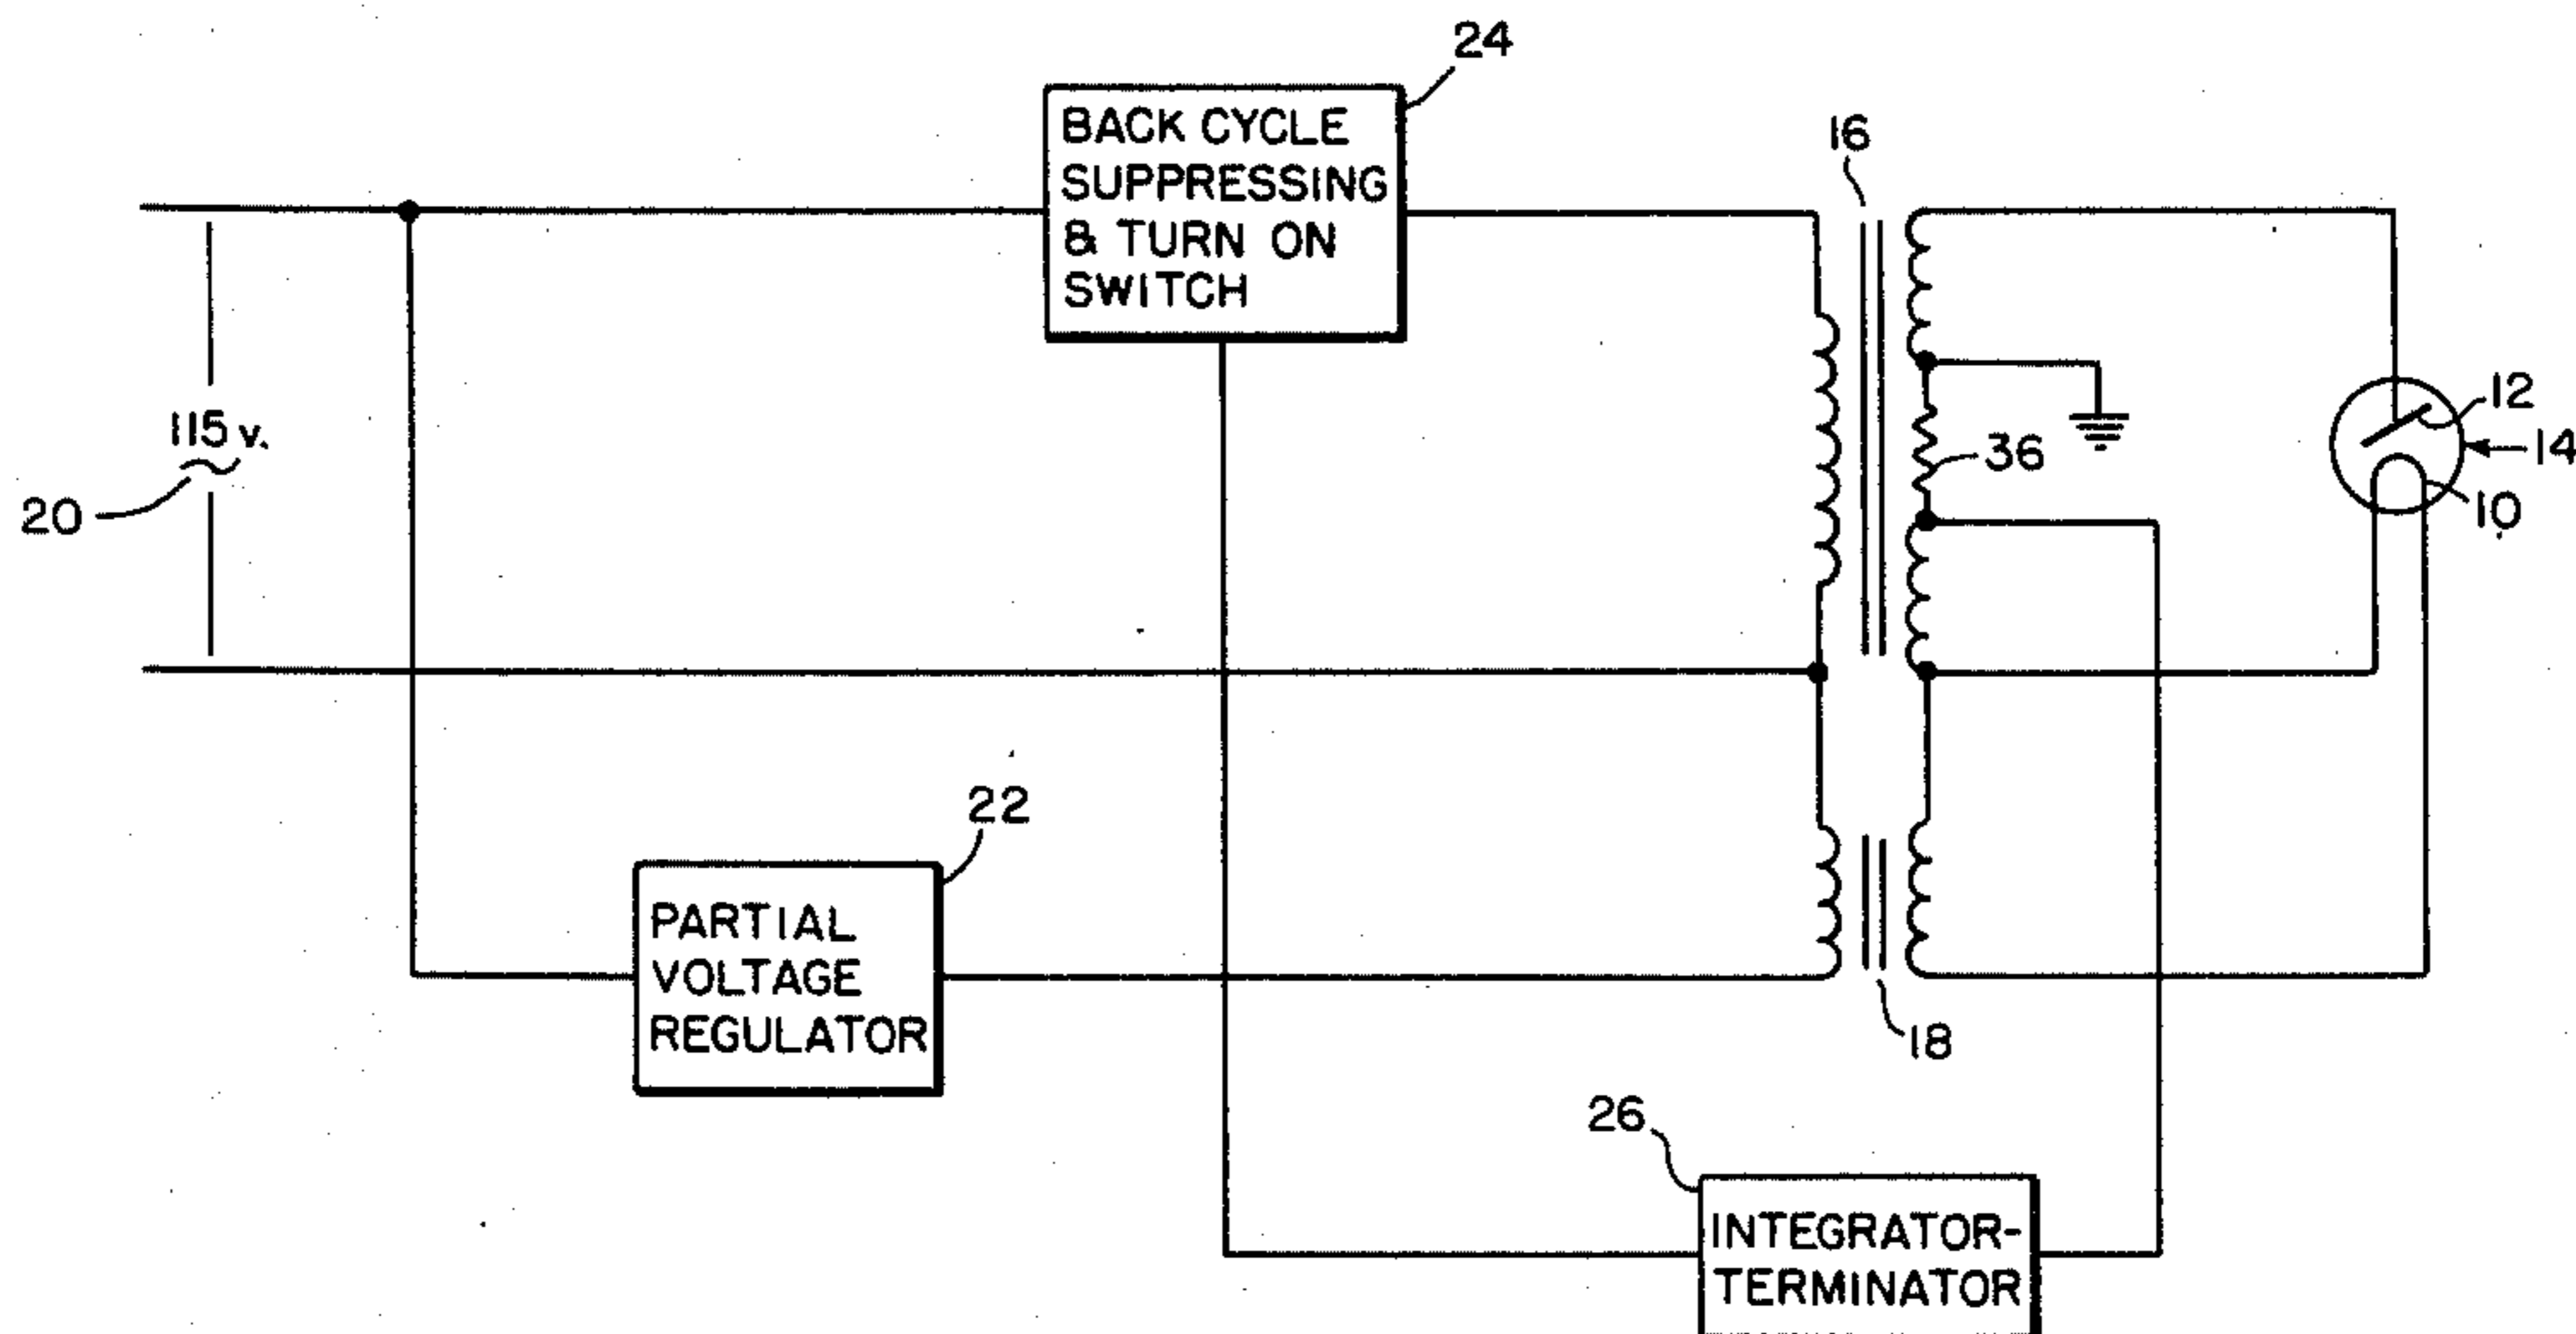 24
BACK CYCLE
SUPPRESSING
& TURN ON
SWITCH
16
115 v.
20
12
14
36
10
22
PARTIAL
VOLTAGE
REGULATOR
18
26
INTEGRATOR-
TERMINATOR